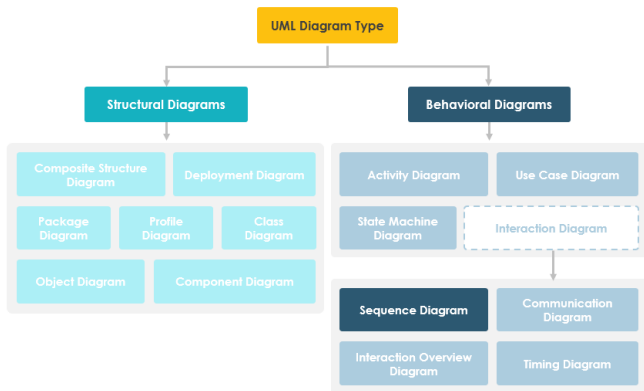 UML Diagram Type
Structural Diagrams
Behavioral Diagrams
Composite Structure
Diagram
Deployment Diagram
Package
Diagram
Profile
Diagram
Class
Diagram
Object Diagram
Component Diagram
Activity Diagram
Use Case Diagram
State Machine
Diagram
Interaction Diagram
Sequence Diagram
Communication
Diagram
Interaction Overview
Diagram
Timing Diagram